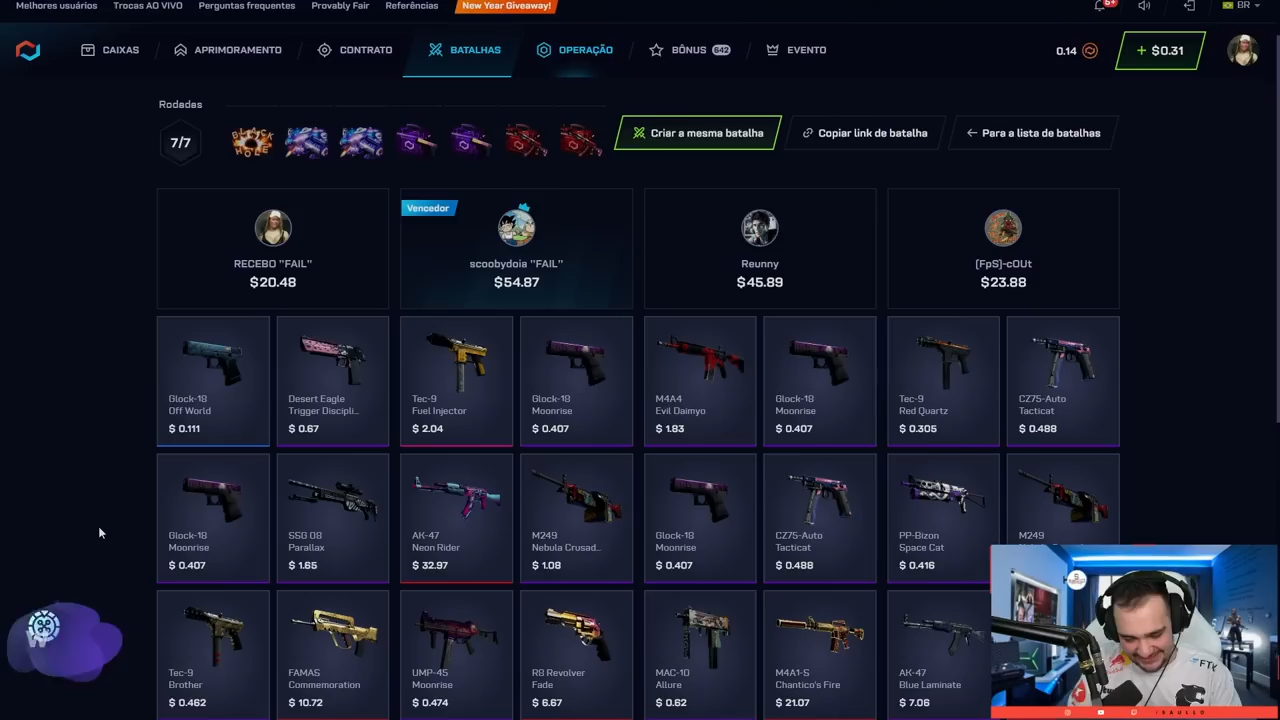 Melhores usuários Trocas AO VIVO Perguntas frequentes Provably Fair Referências New Year Giveaway! 5+ BR
CAIXAS APRIMORAMENTO CONTRATO BATALHAS OPERAÇÃO BÔNUS 642 EVENTO 0.14 + $0.31
Rodadas
7/7 Criar a mesma batalha Copiar link de batalha Para a lista de batalhas
Vencedor
RECEBO "FAIL" scoobydoia "FAIL" Reunny [FpS]-cOUt
$20.48 $54.87 $45.89 $23.88
Glock-18 Desert Eagle Tec-9 Glock-18 M4A4 Glock-18 Tec-9 CZ75-Auto
Off World Trigger Discipli... Fuel Injector Moonrise Evil Daimyo Moonrise Red Quartz Tacticat
$ 0.111 $ 0.67 $ 2.04 $ 0.407 $ 1.83 $ 0.407 $ 0.305 $ 0.488
Glock-18 SSG 08 AK-47 M249 Glock-18 CZ75-Auto PP-Bizon M249
Moonrise Parallax Neon Rider Nebula Crusad... Moonrise Tacticat Space Cat
$ 0.407 $ 1.65 $ 32.97 $ 1.08 $ 0.407 $ 0.488 $ 0.416
Tec-9 FAMAS UMP-45 R8 Revolver MAC-10 M4A1-S AK-47
Brother Commemoration Moonrise Fade Allure Chantico's Fire Blue Laminate
$ 0.462 $ 10.72 $ 0.474 $ 6.67 $ 0.62 $ 21.07 $ 7.06